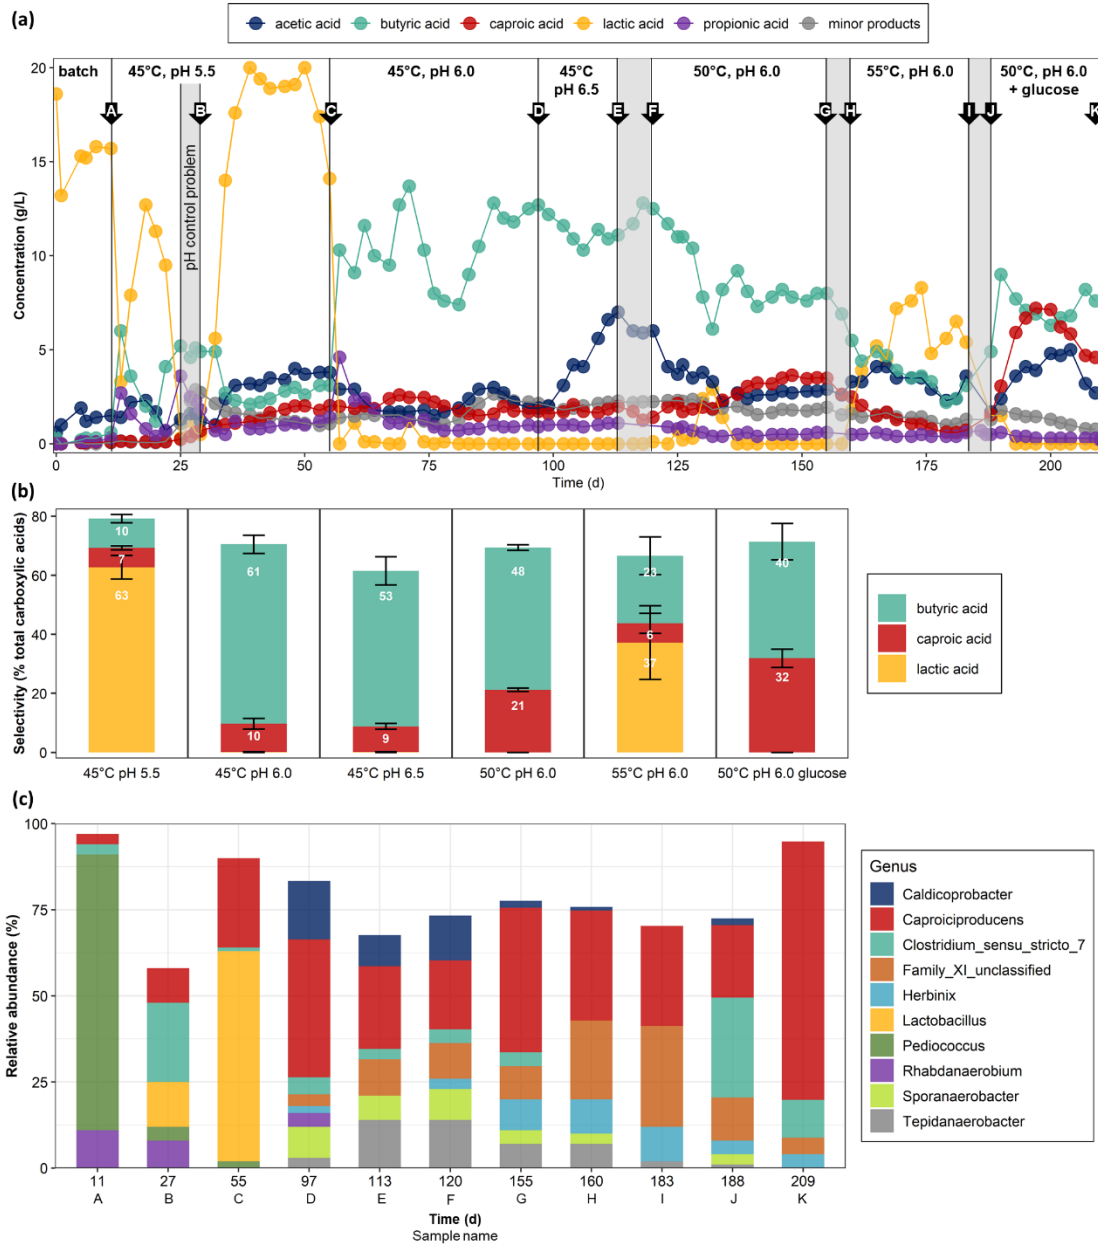 (a)
acetic acid butyric acid caproic acid lactic acid propionic acid minor products
batch 45°C, pH 5.5 45°C, pH 6.0 45°C pH 6.5 50°C, pH 6.0 55°C, pH 6.0 50°C, pH 6.0 + glucose
A B C D E F G H I J K
pH control problem
Concentration (g/L)
20
15
10
5
0
0 25 50 75 100 125 150 175 200
Time (d)
(b)
Selectivity (% total carboxylic acids)
80
60
40
20
0
10 7 63
61 10
53 9
48 21
23 6 37
40 32
45°C pH 5.5 45°C pH 6.0 45°C pH 6.5 50°C pH 6.0 55°C pH 6.0 50°C pH 6.0 glucose
butyric acid
caproic acid
lactic acid
(c)
Relative abundance (%)
100
75
50
25
0
11 27 55 97 113 120 155 160 183 188 209
A B C D E F G H I J K
Time (d)
Sample name
Genus
Caldicoprobacter
Caproiciproducens
Clostridium_sensu_stricto_7
Family_XI_unclassified
Herbinix
Lactobacillus
Pediococcus
Rhabdanaerobium
Sporanaerobacter
Tepidanaerobacter